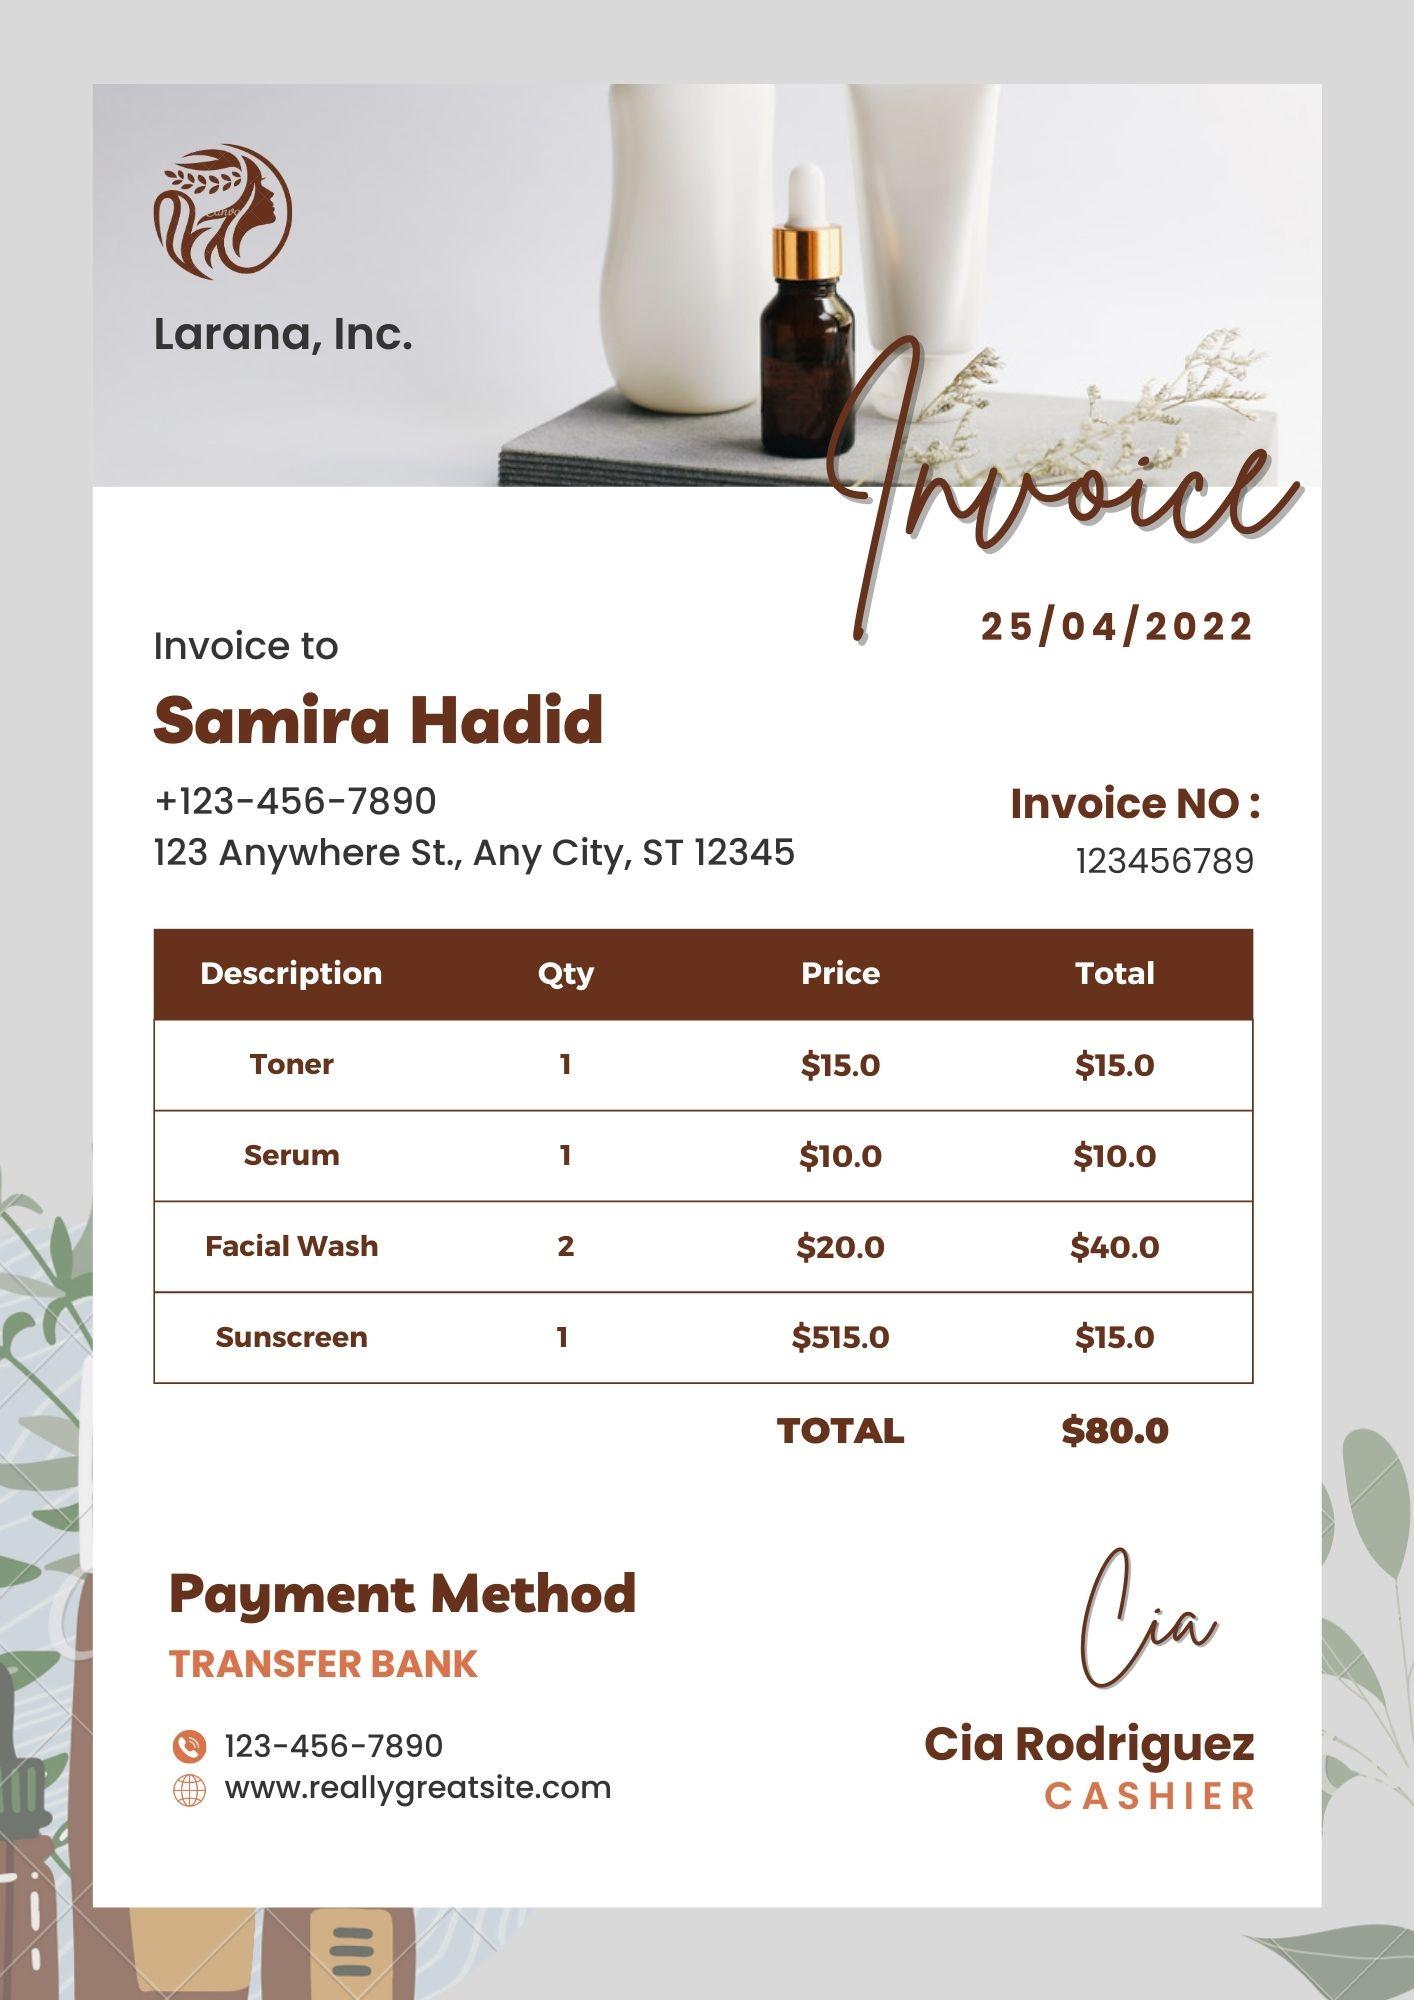 Larana, Inc.
Invoice
25/04/2022
Invoice to
Samira Hadid
+123-456-7890
123 Anywhere St., Any City, ST 12345
Invoice NO :
123456789
Description Qty Price Total
Toner 1 $15.0 $15.0
Serum 1 $10.0 $10.0
Facial Wash 2 $20.0 $40.0
Sunscreen 1 $515.0 $15.0
TOTAL $80.0
Payment Method
TRANSFER BANK
123-456-7890
www.reallygreatsite.com
Cia
Cia Rodriguez
CASHIER